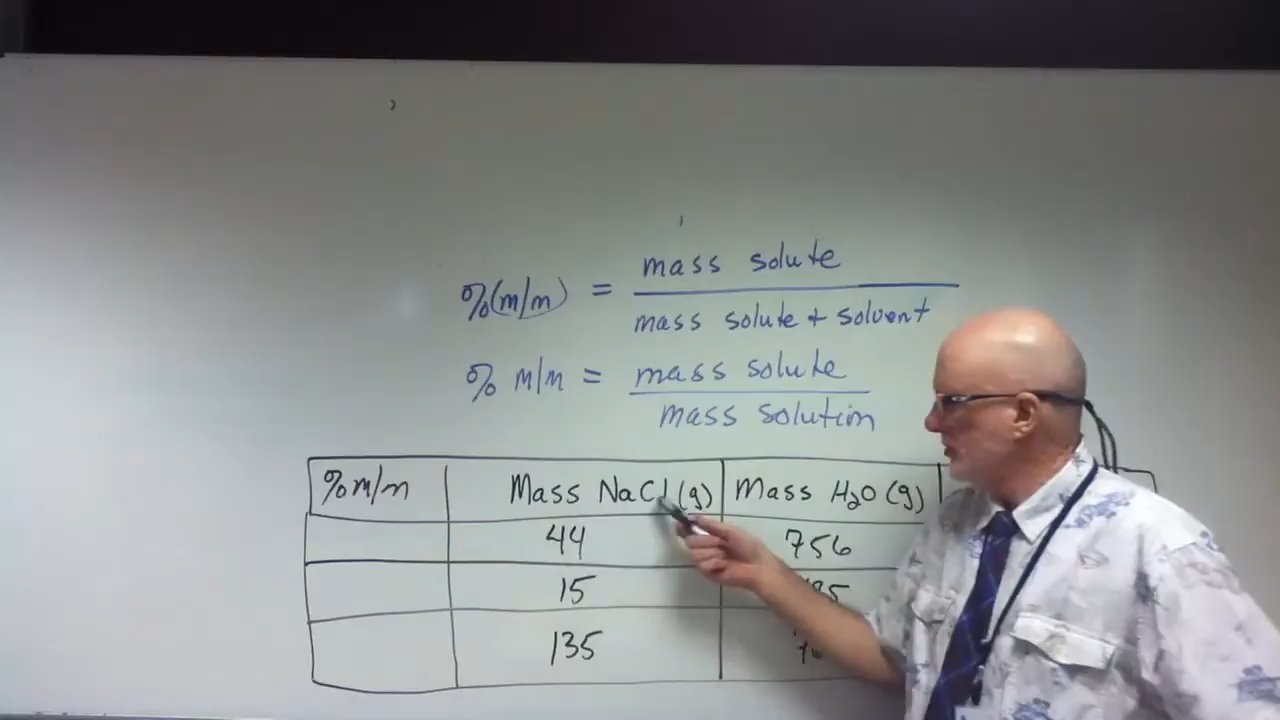 mass solute
%(m/m) =
mass solute + solvent
% m/m = mass solute
mass solution
%m/m Mass NaCl (g) Mass H2O (g)
44 756
15
135